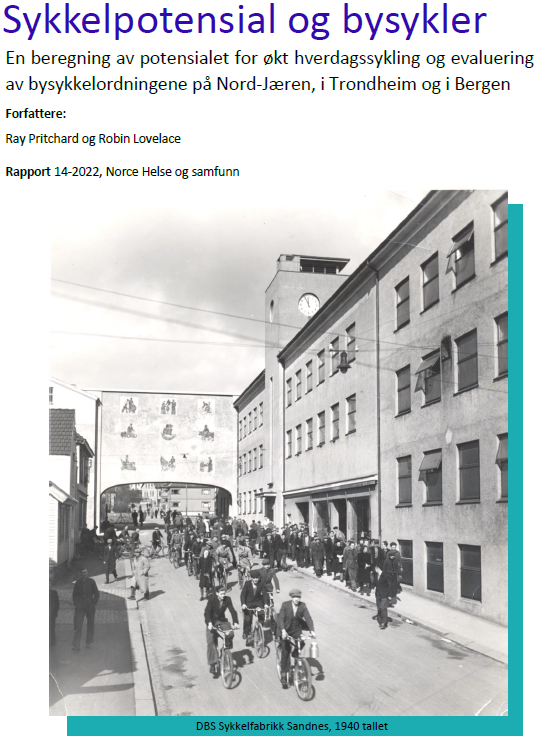 Sykkelpotensial og bysykler
En beregning av potensialet for økt hverdagssykling og evaluering
av bysykkelordningene på Nord-Jæren, i Trondheim og i Bergen
Forfattere:
Ray Pritchard og Robin Lovelace
Rapport 14-2022, Norce Helse og samfunn
DBS Sykkelfabrikk Sandnes, 1940 tallet